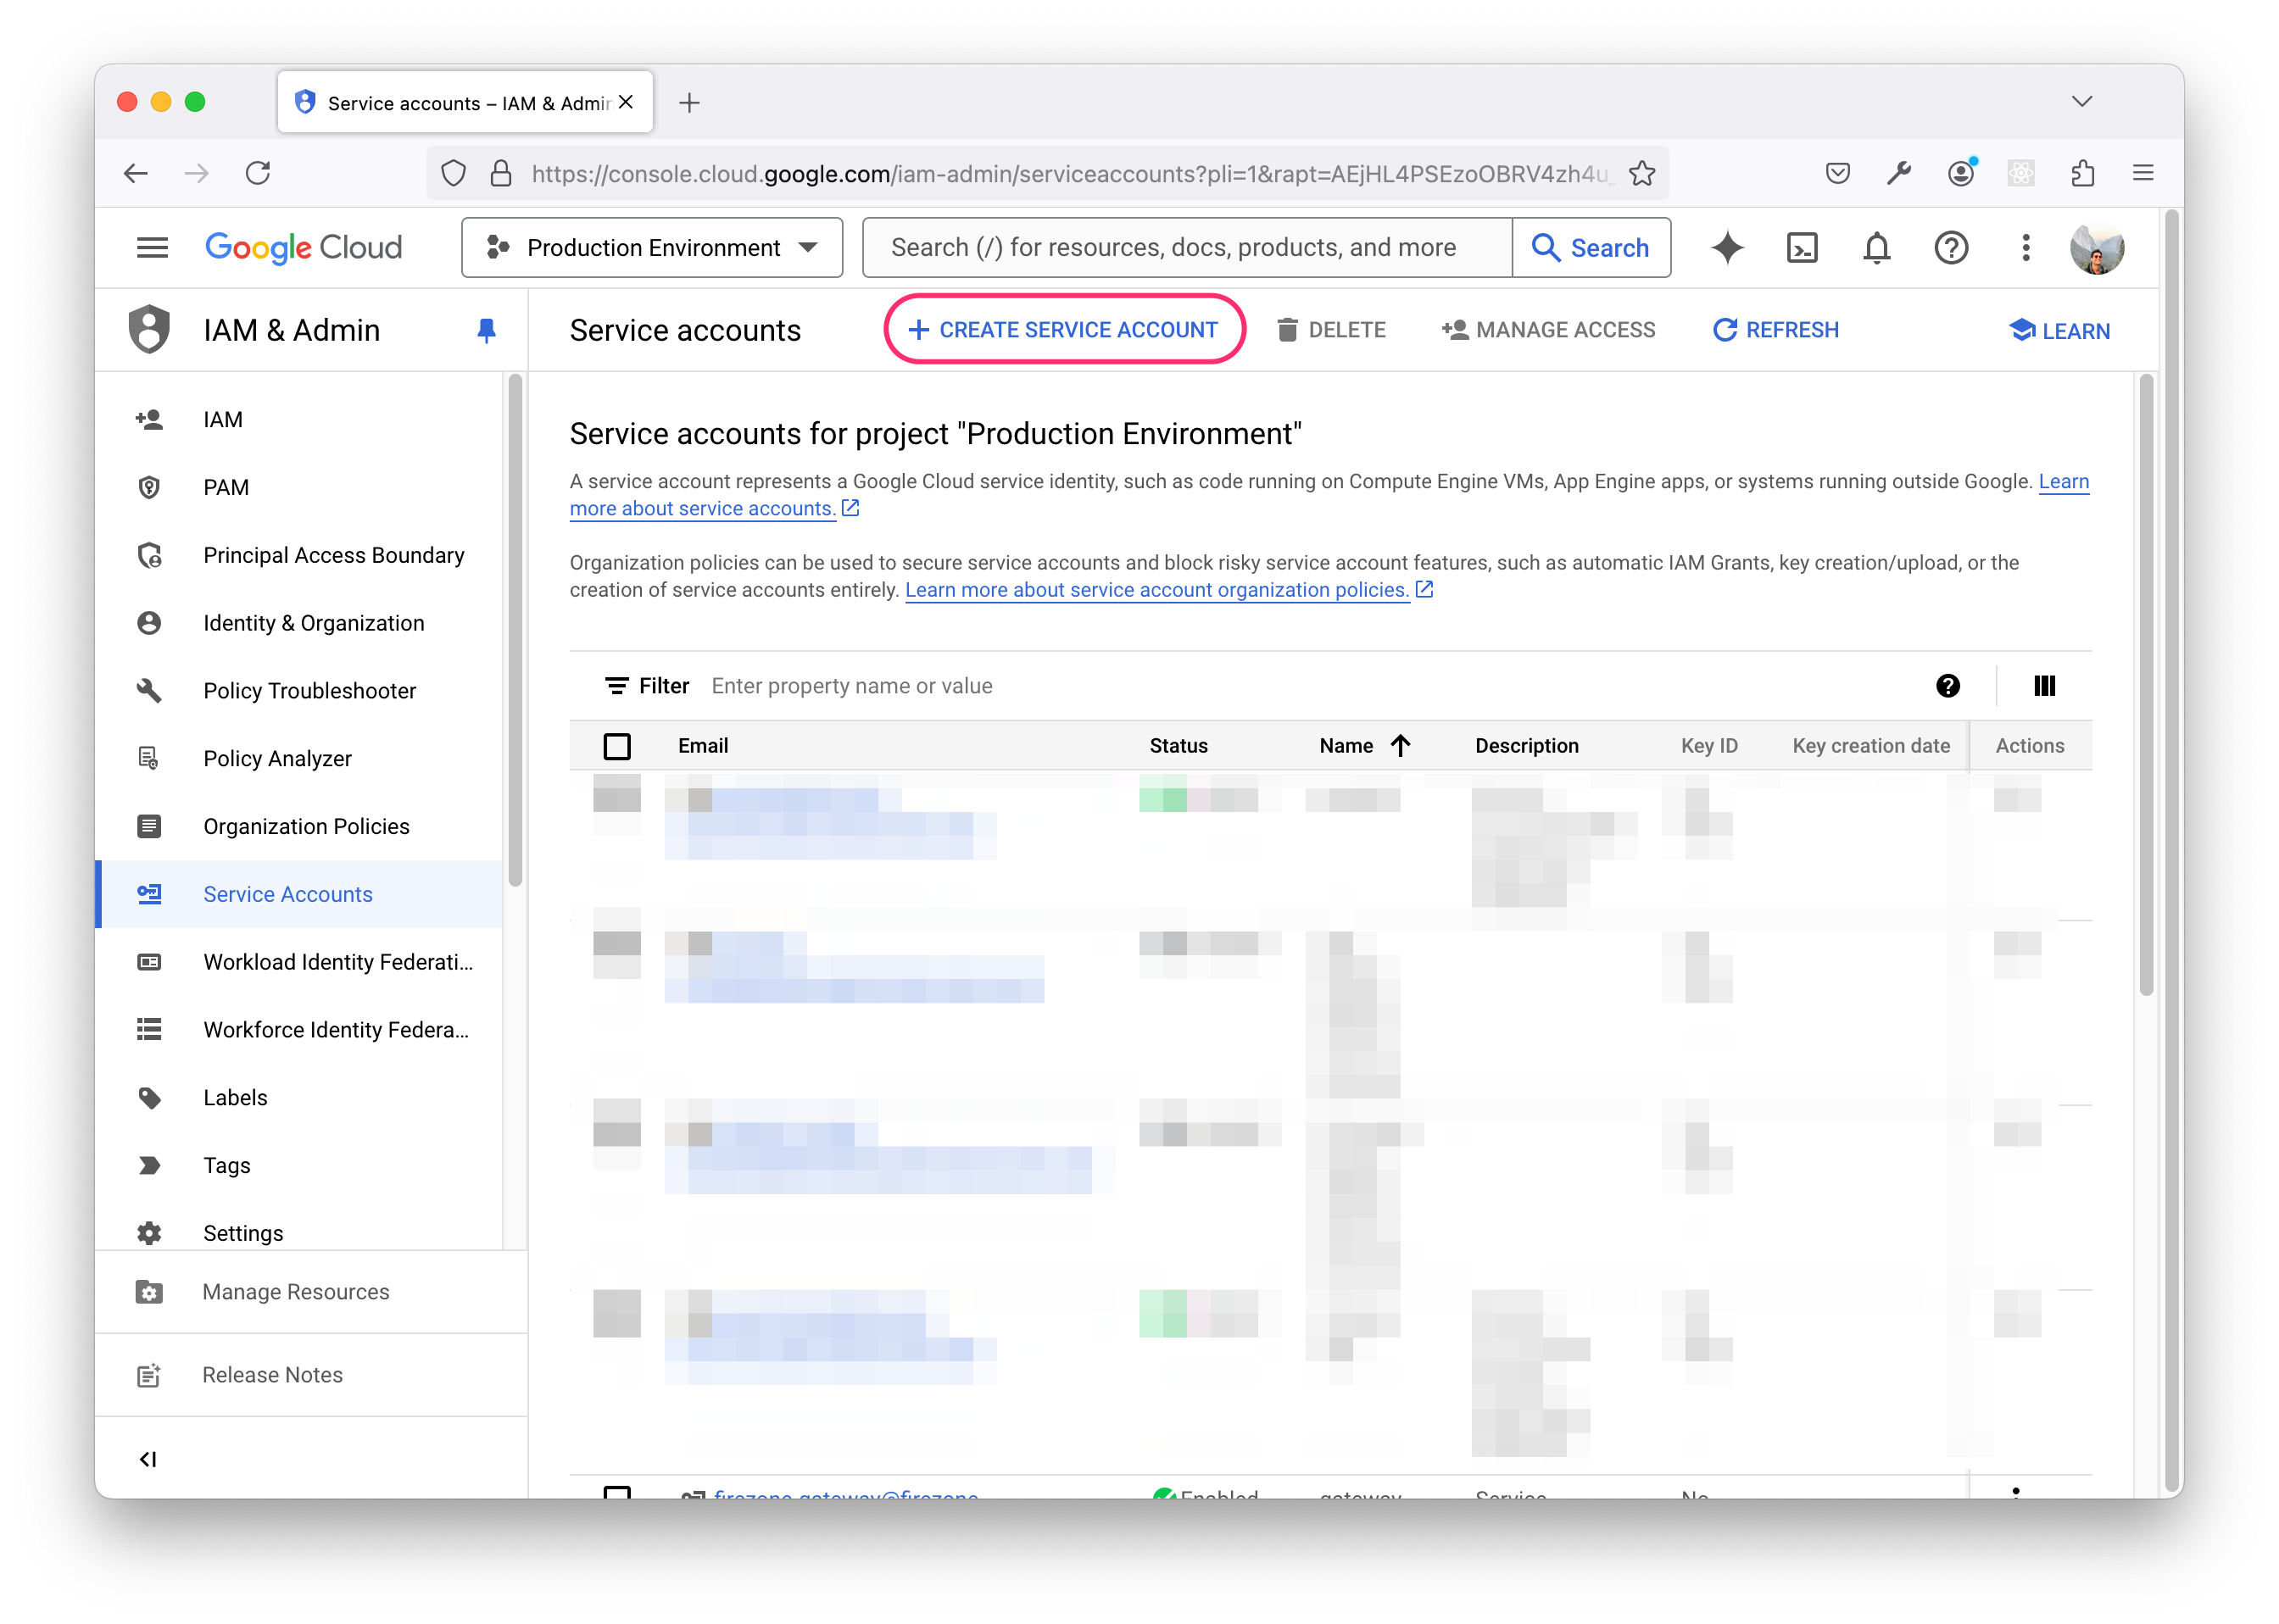 Service accounts – IAM & Admin
https://console.cloud.google.com/iam-admin/serviceaccounts?pli=1&rapt=AEjHL4PSEzoOBRV4zh4u_
Google Cloud
Production Environment
Search (/) for resources, docs, products, and more
Search
IAM & Admin
Service accounts
CREATE SERVICE ACCOUNT
DELETE
MANAGE ACCESS
REFRESH
LEARN
IAM
PAM
Principal Access Boundary
Identity & Organization
Policy Troubleshooter
Policy Analyzer
Organization Policies
Service Accounts
Workload Identity Federati...
Workforce Identity Federa...
Labels
Tags
Settings
Manage Resources
Release Notes
Service accounts for project "Production Environment"
A service account represents a Google Cloud service identity, such as code running on Compute Engine VMs, App Engine apps, or systems running outside Google. Learn
more about service accounts.
Organization policies can be used to secure service accounts and block risky service account features, such as automatic IAM Grants, key creation/upload, or the
creation of service accounts entirely. Learn more about service account organization policies.
Filter Enter property name or value
Email Status Name Description Key ID Key creation date Actions
firezone-gateway@firezone- Enabled gateway Service No